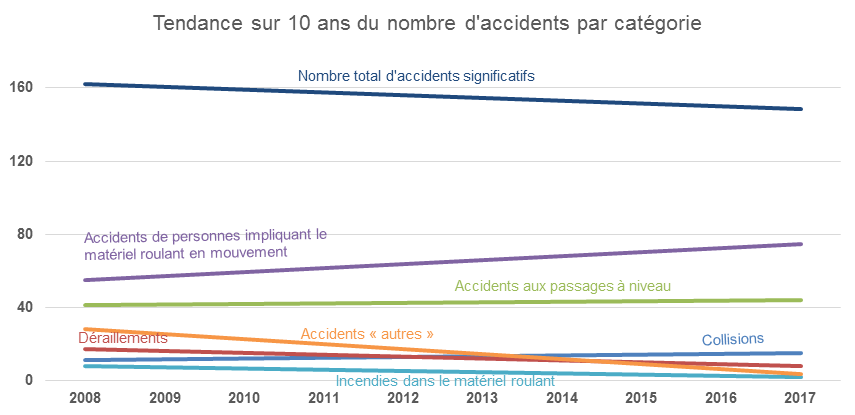 Tendance sur 10 ans du nombre d'accidents par catégorie
160
Nombre total d'accidents significatifs
120
80
Accidents de personnes impliquant le
matériel roulant en mouvement
Accidents aux passages à niveau
40
Accidents « autres »
Déraillements
Collisions
0
Incendies dans le matériel roulant
2008 2009 2010 2011 2012 2013 2014 2015 2016 2017